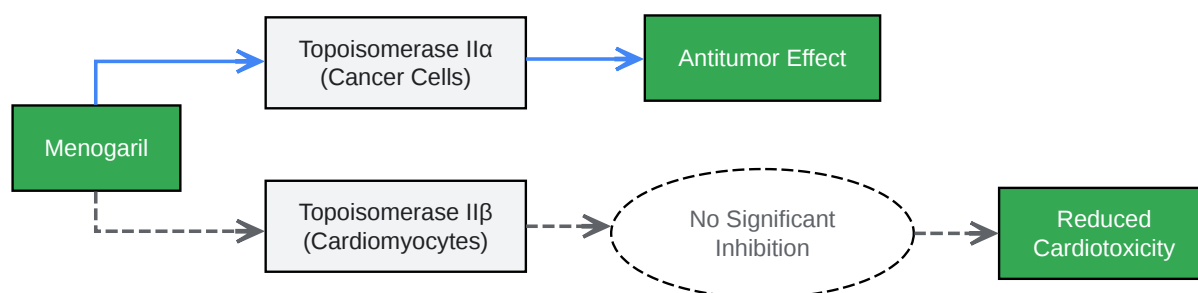 Menogaril
Topoisomerase IIα
(Cancer Cells)
Antitumor Effect
Topoisomerase IIβ
(Cardiomyocytes)
No Significant
Inhibition
Reduced
Cardiotoxicity